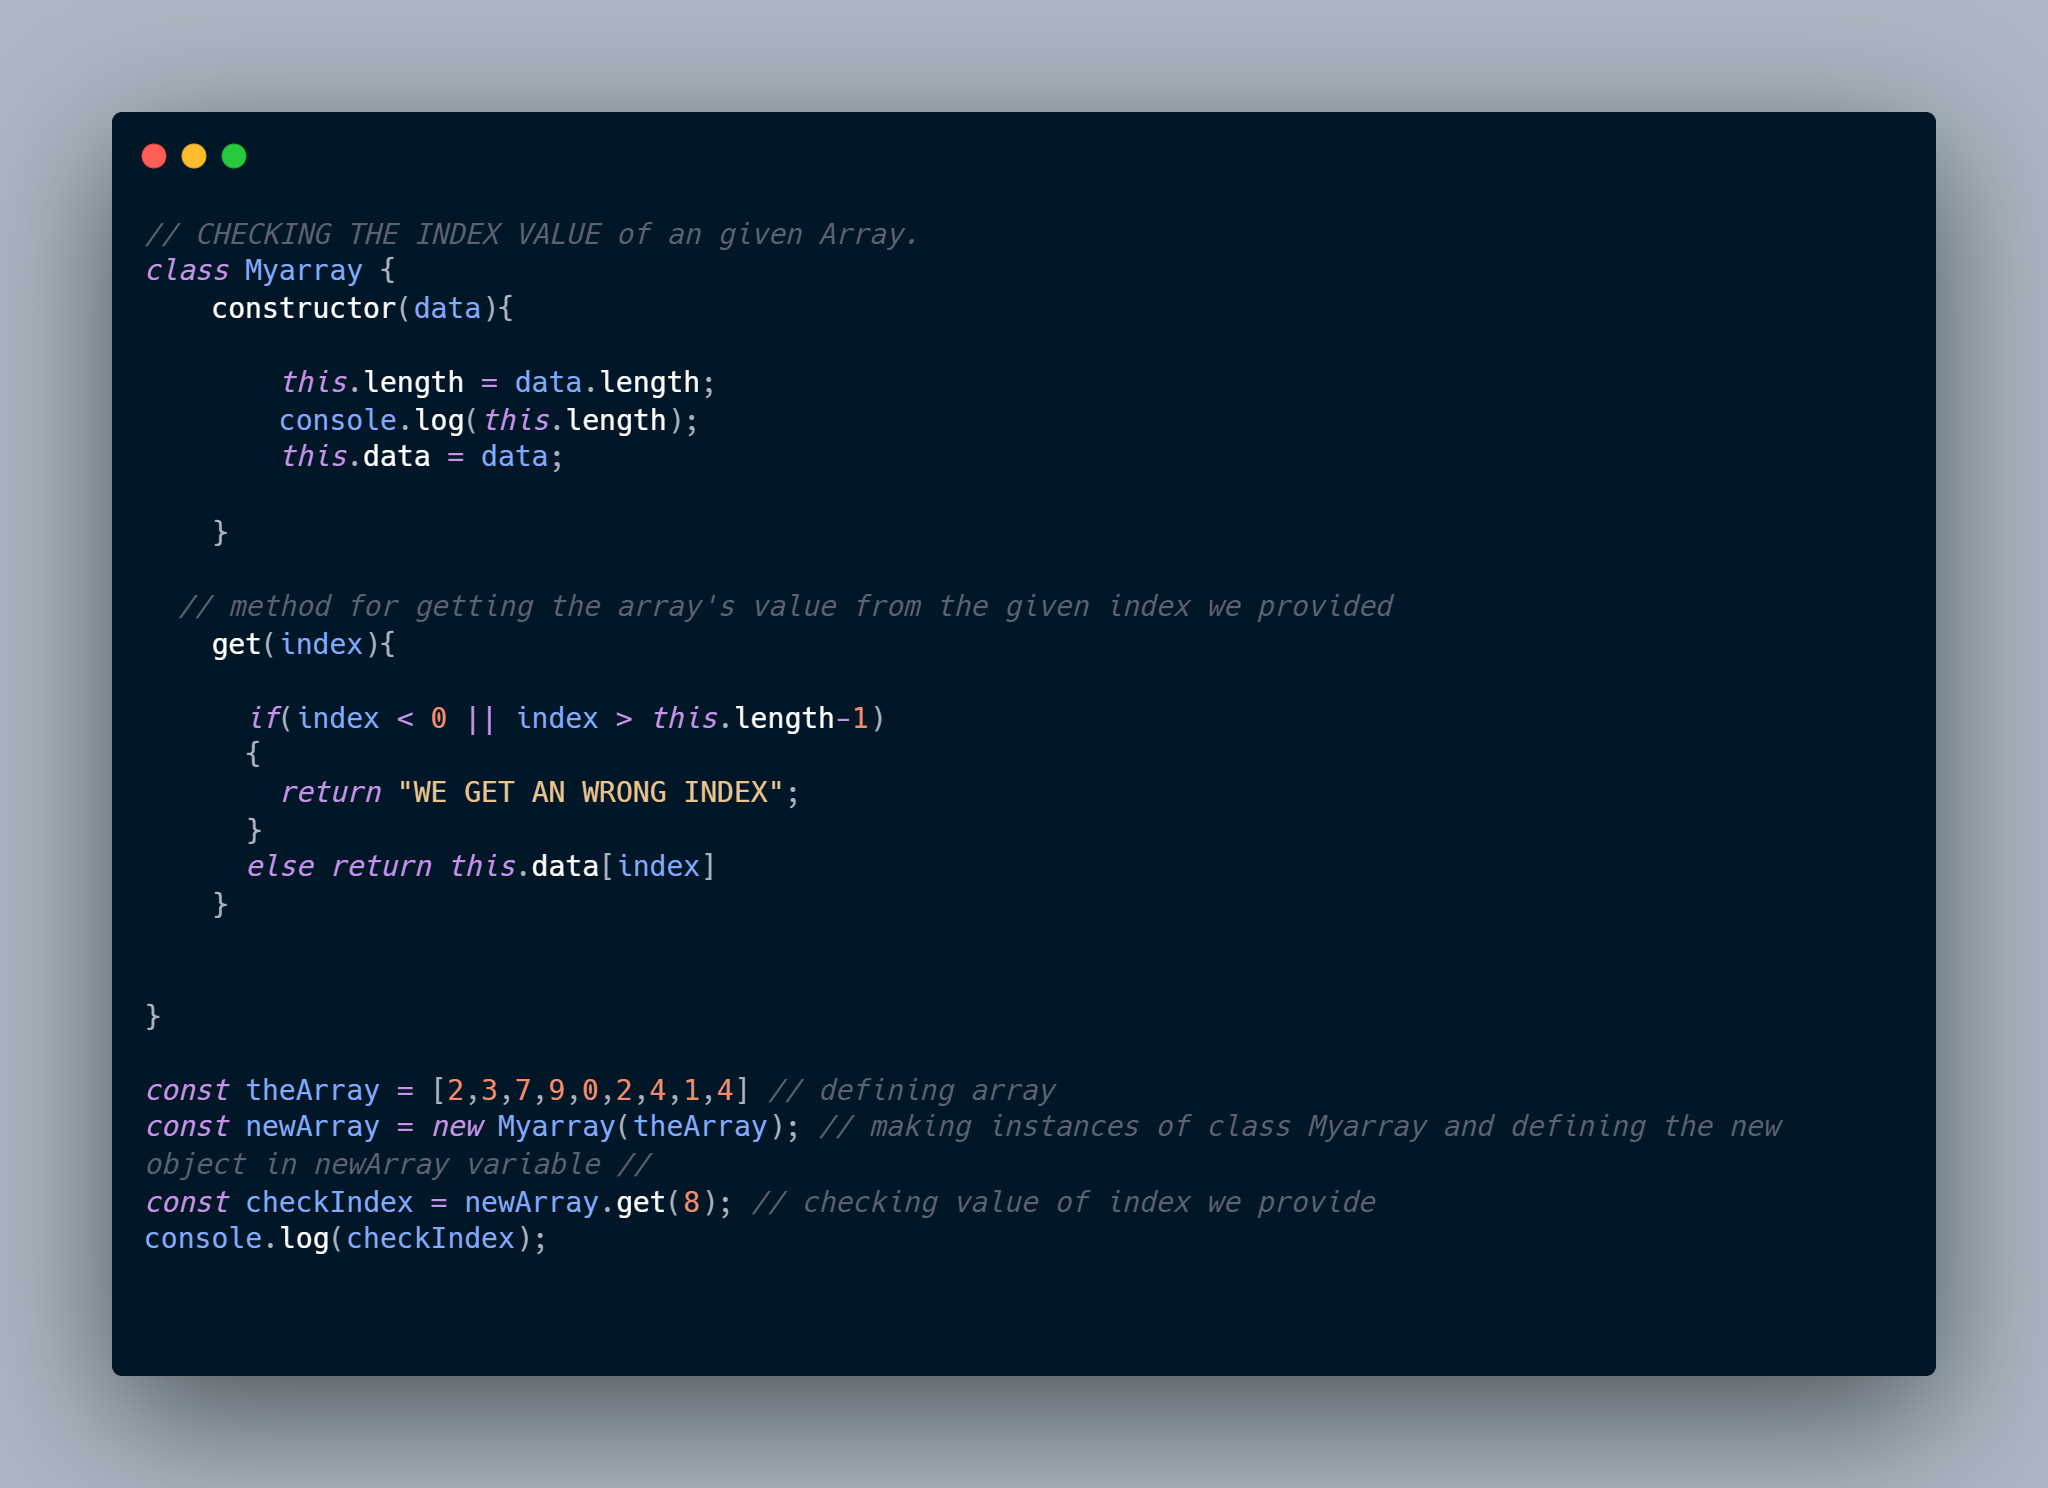 // CHECKING THE INDEX VALUE of an given Array.
class Myarray {
    constructor(data){
        this.length = data.length;
        console.log(this.length);
        this.data = data;
    }
  // method for getting the array's value from the given index we provided
    get(index){
      if(index < 0 || index > this.length-1)
      {
        return "WE GET AN WRONG INDEX";
      }
      else return this.data[index]
    }
}
const theArray = [2,3,7,9,0,2,4,1,4] // defining array
const newArray = new Myarray(theArray); // making instances of class Myarray and defining the new
object in newArray variable //
const checkIndex = newArray.get(8); // checking value of index we provide
console.log(checkIndex);